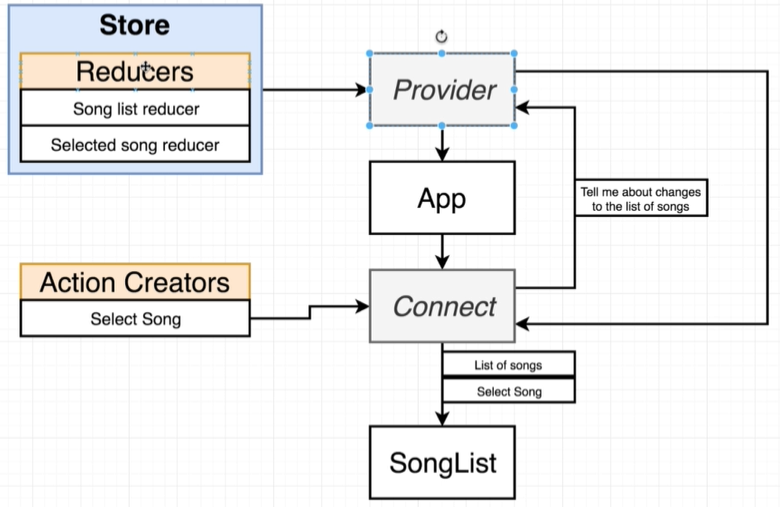 Store
Reducers
Song list reducer
Selected song reducer
Provider
App
Tell me about changes
to the list of songs
Action Creators
Select Song
Connect
List of songs
Select Song
SongList